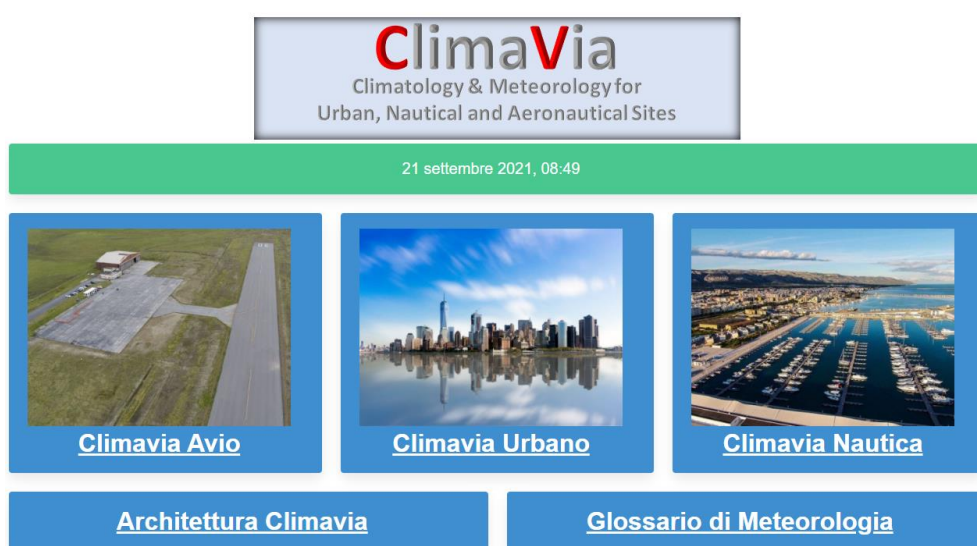 ClimaVia
Climatology & Meteorology for
Urban, Nautical and Aeronautical Sites
21 settembre 2021, 08:49
Climavia Avio
Climavia Urbano
Climavia Nautica
Architettura Climavia
Glossario di Meteorologia